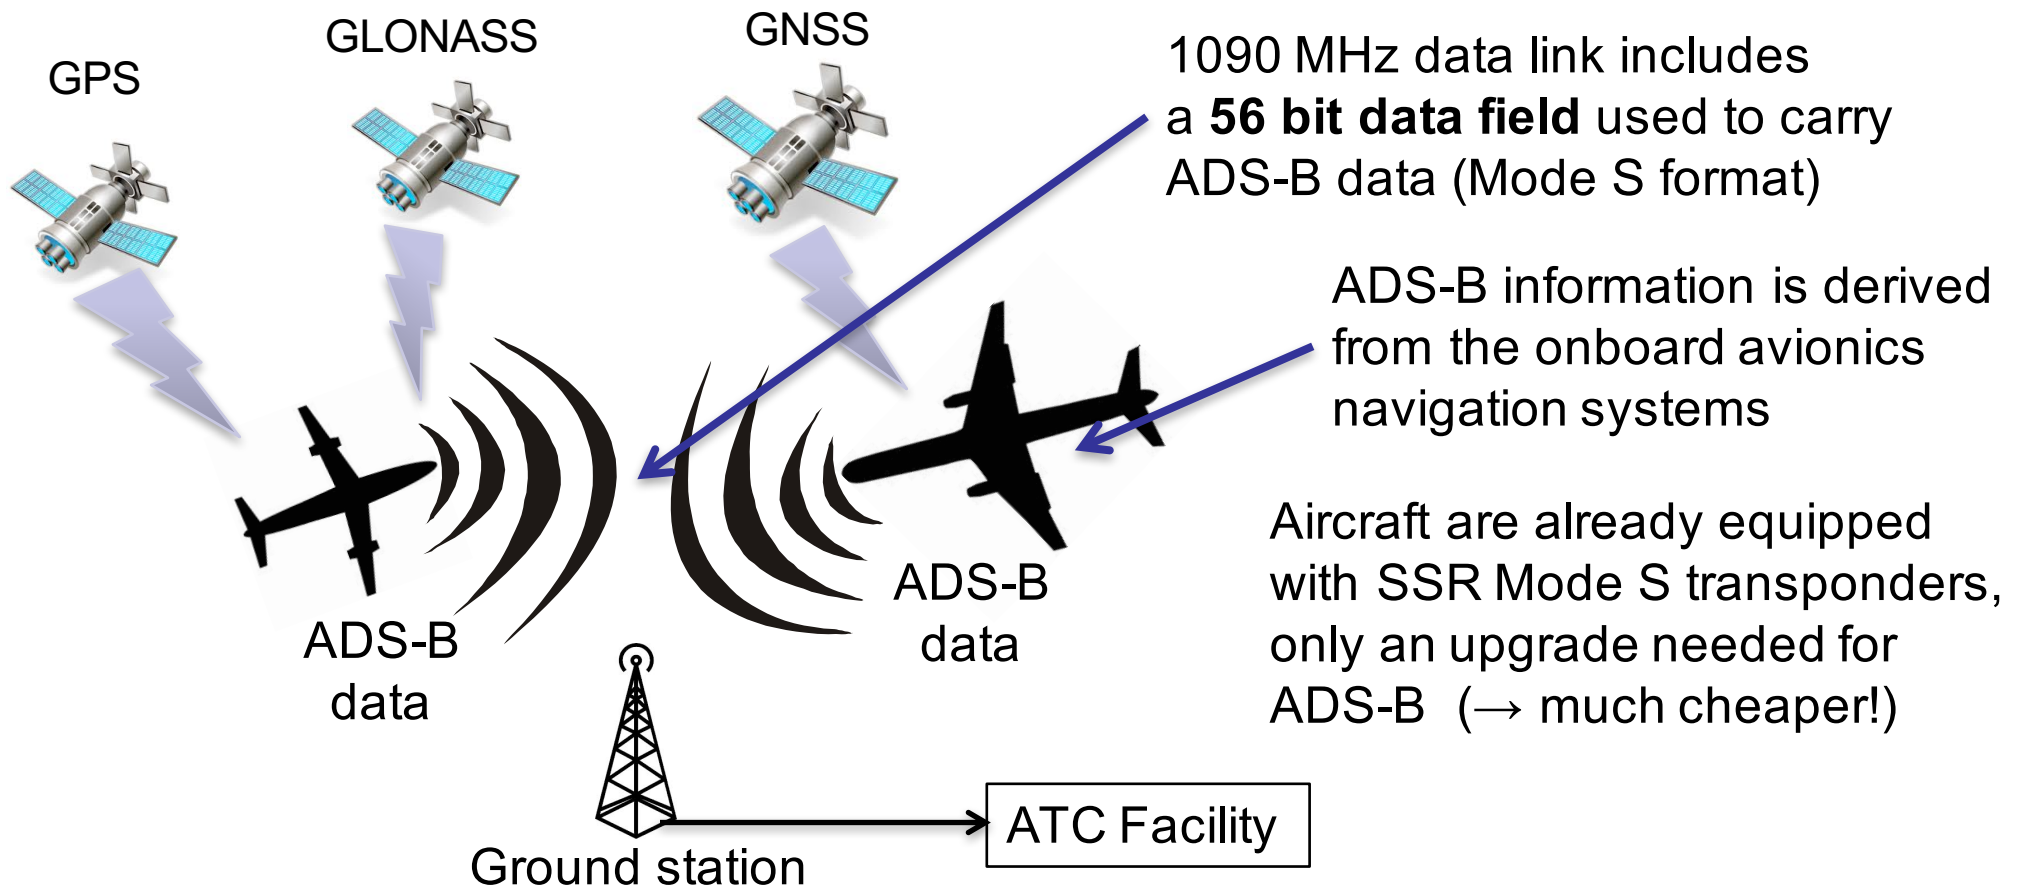 GPS
GLONASS
GNSS
1090 MHz data link includes
a 56 bit data field used to carry
ADS-B data (Mode S format)
ADS-B information is derived
from the onboard avionics
navigation systems
Aircraft are already equipped
with SSR Mode S transponders,
only an upgrade needed for
ADS-B (→ much cheaper!)
ADS-B
data
ADS-B
data
Ground station
ATC Facility